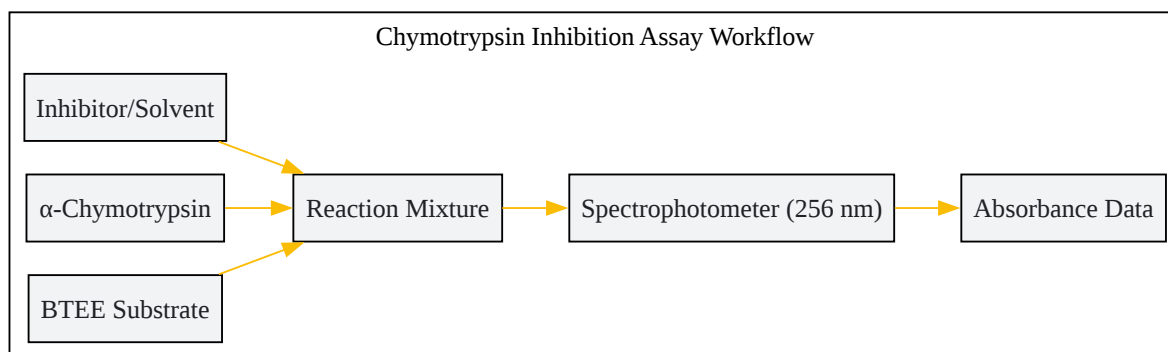 Chymotrypsin Inhibition Assay Workflow
Inhibitor/Solvent
α-Chymotrypsin
BTEE Substrate
Reaction Mixture
Spectrophotometer (256 nm)
Absorbance Data